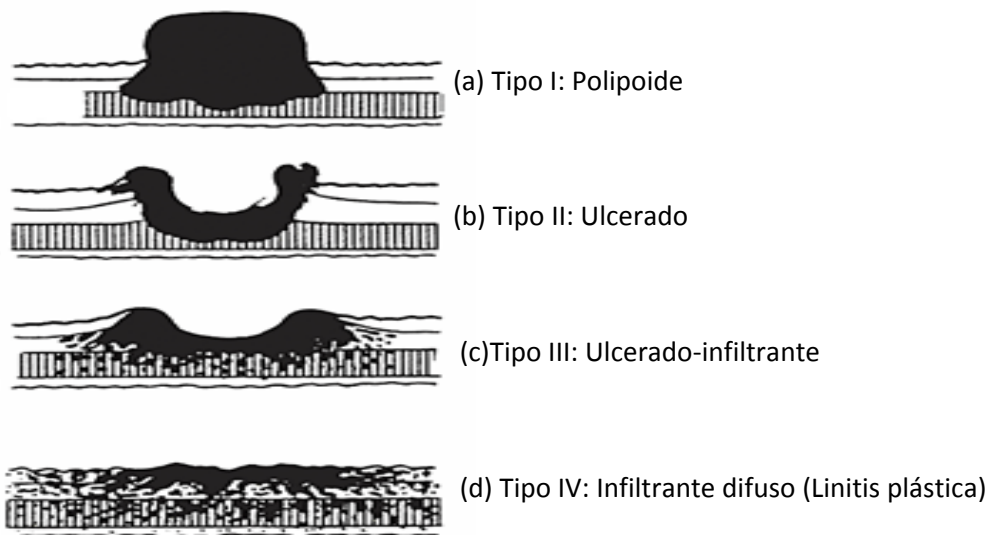 (a) Tipo I: Polipoide
(b) Tipo II: Ulcerado
(c)Tipo III: Ulcerado-infiltrante
(d) Tipo IV: Infiltrante difuso (Linitis plástica)